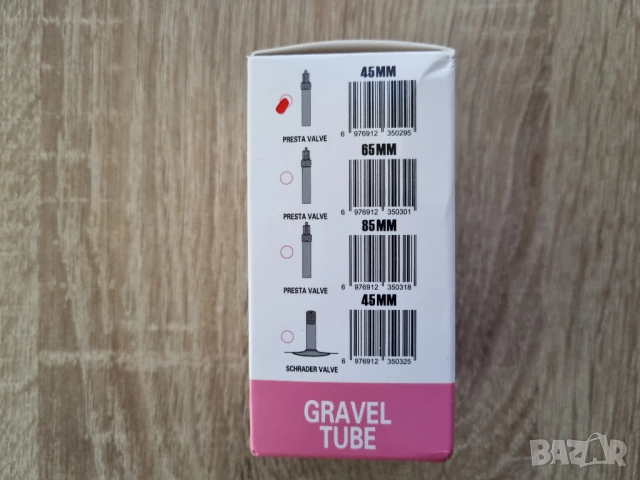 45MM
PRESTA VALVE
6 976912 350295
65MM
PRESTA VALVE
6 976912 350301
85MM
PRESTA VALVE
6 976912 350318
45MM
SCHRADER VALVE
6 976912 350325
GRAVEL
TUBE
BAZAR